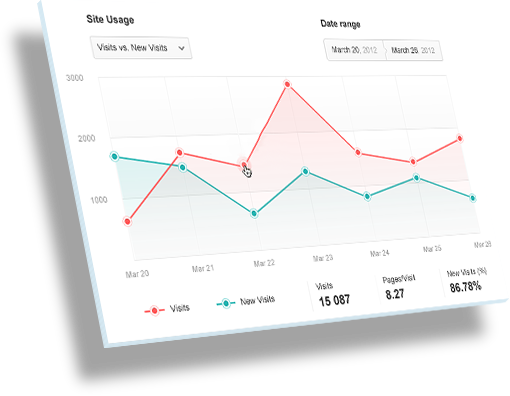 Site Usage
Date range
Visits vs. New Visits
March 20, 2012
March 26, 2012
3000
2000
1000
Mar 20
Mar 21
Mar 22
Mar 23
Mar 24
Mar 25
Mar 26
Visits
New Visits
Visits
15 087
Pages/Visit
8.27
New Visits (%)
86.78%